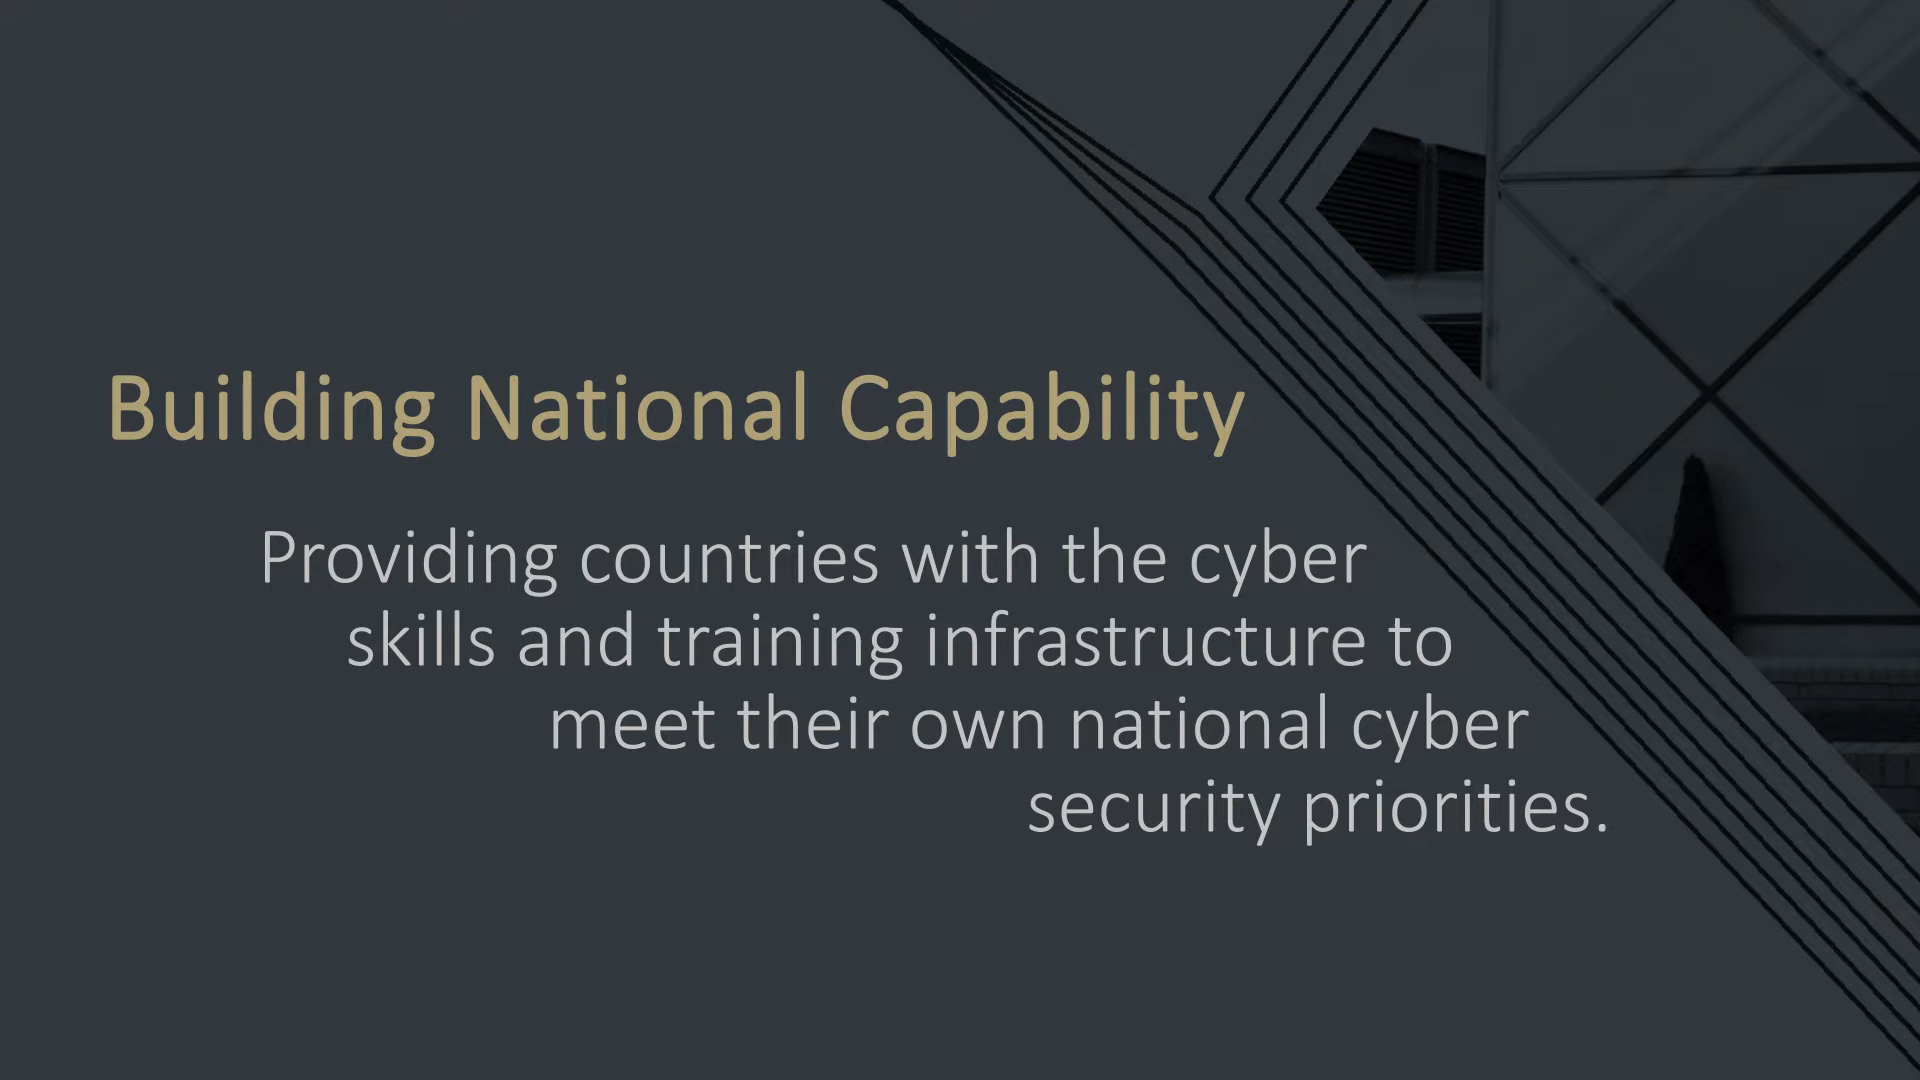 Building National Capability
Providing countries with the cyber
skills and training infrastructure to
meet their own national cyber
security priorities.